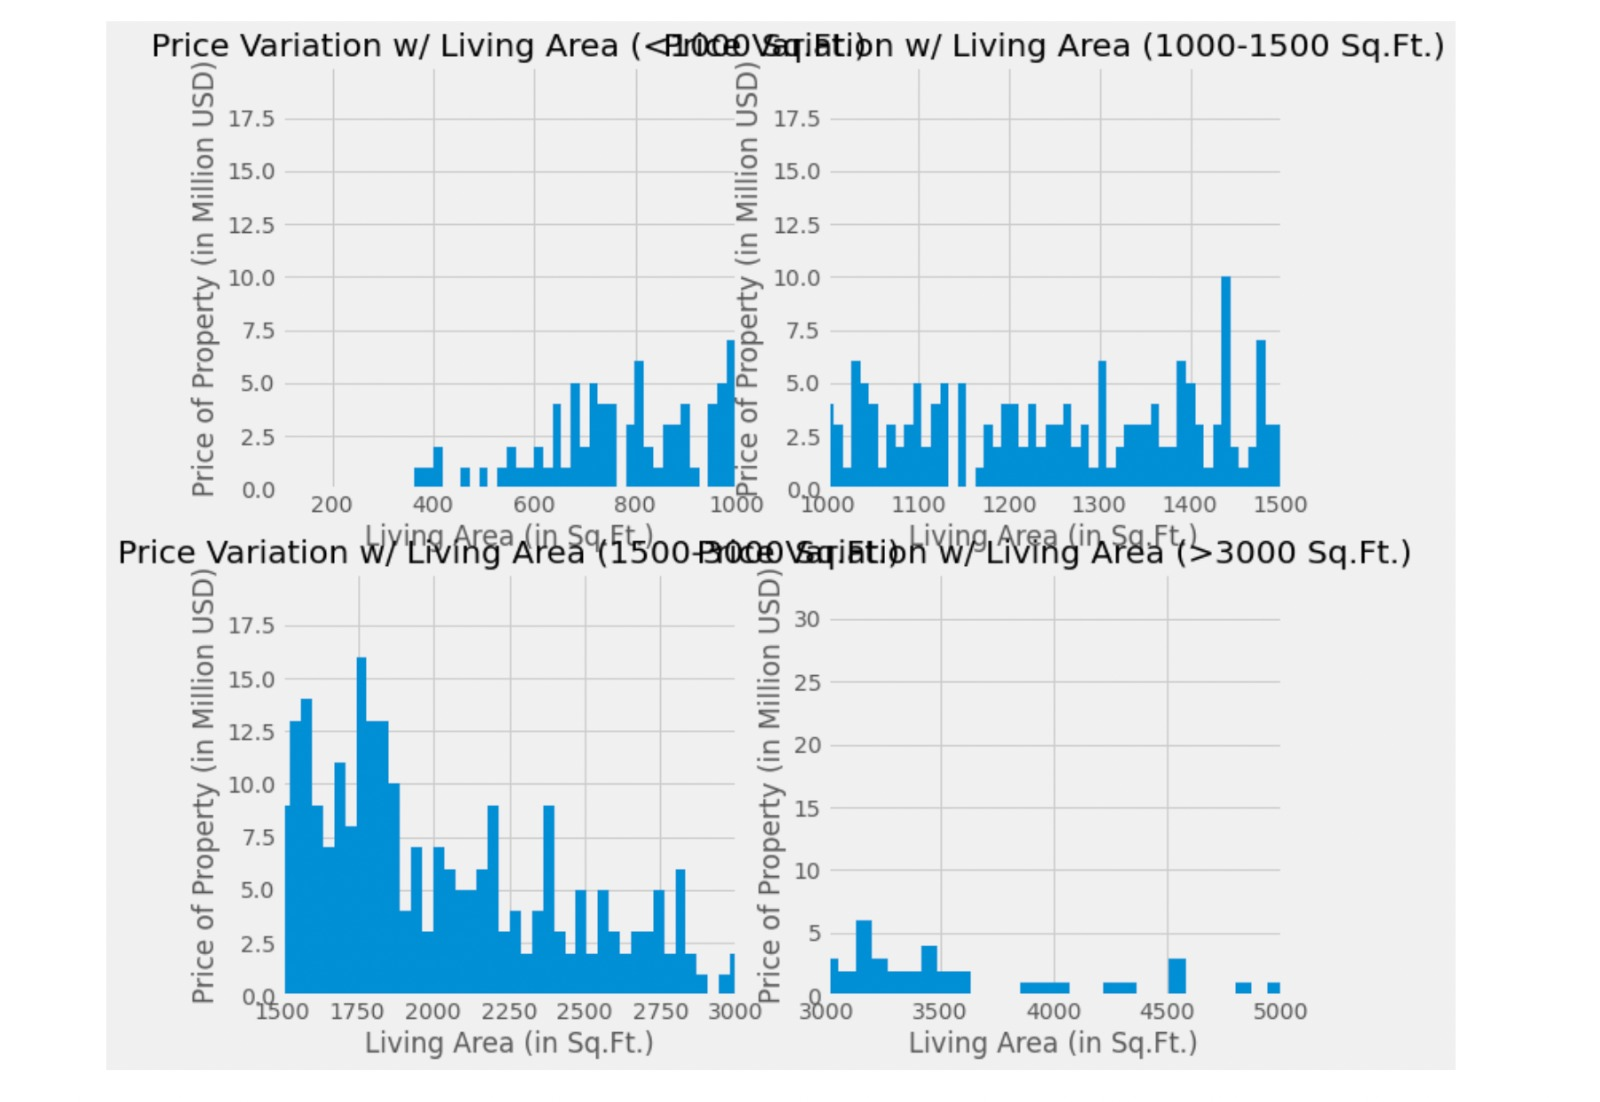 Price Variation w/ Living Area (<1000 Sq.Ft.)
Price Variation w/ Living Area (1000-1500 Sq.Ft.)
Price of Property (in Million USD)
17.5
15.0
12.5
10.0
7.5
5.0
2.5
0.0
200 400 600 800 1000
Living Area (in Sq.Ft.)
Price of Property (in Million USD)
17.5
15.0
12.5
10.0
7.5
5.0
2.5
0.0
1000 1100 1200 1300 1400 1500
Living Area (in Sq.Ft.)
Price Variation w/ Living Area (1500-3000 Sq.Ft.)
Price Variation w/ Living Area (>3000 Sq.Ft.)
Price of Property (in Million USD)
17.5
15.0
12.5
10.0
7.5
5.0
2.5
0.0
1500 1750 2000 2250 2500 2750 3000
Living Area (in Sq.Ft.)
Price of Property (in Million USD)
30
25
20
15
10
5
0
3000 3500 4000 4500 5000
Living Area (in Sq.Ft.)